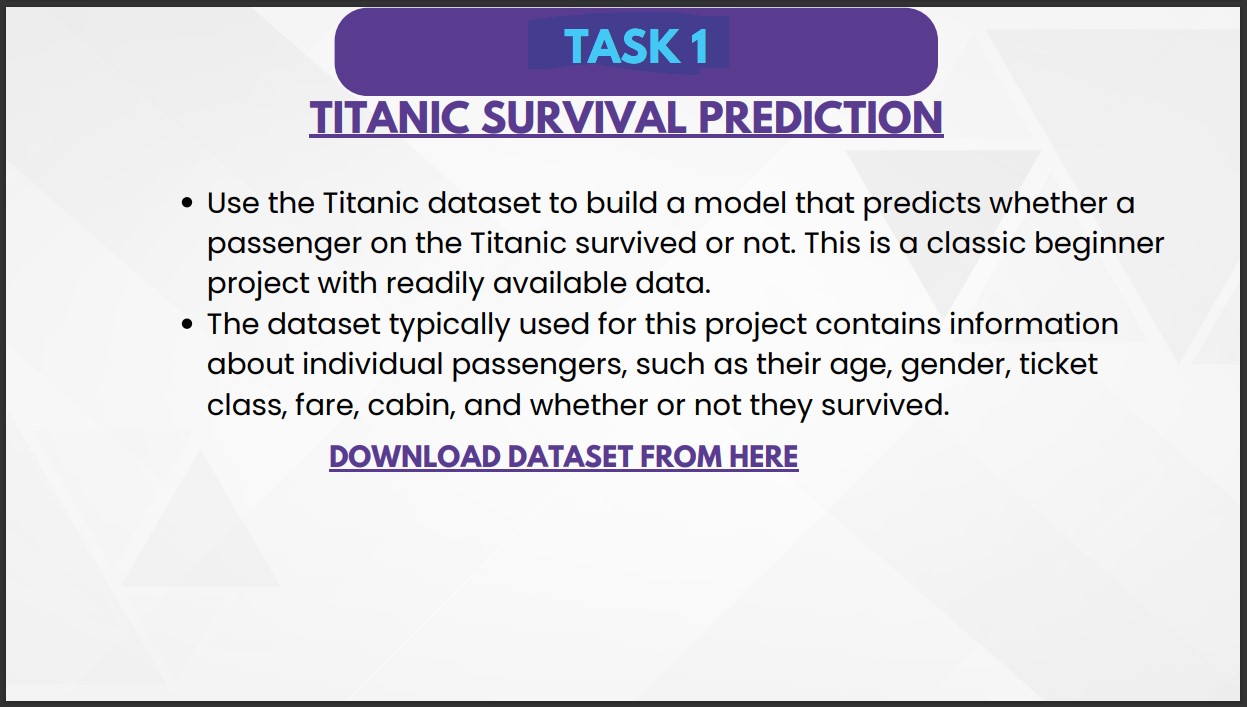 TASK 1
TITANIC SURVIVAL PREDICTION
• Use the Titanic dataset to build a model that predicts whether a
passenger on the Titanic survived or not. This is a classic beginner
project with readily available data.
• The dataset typically used for this project contains information
about individual passengers, such as their age, gender, ticket
class, fare, cabin, and whether or not they survived.
DOWNLOAD DATASET FROM HERE